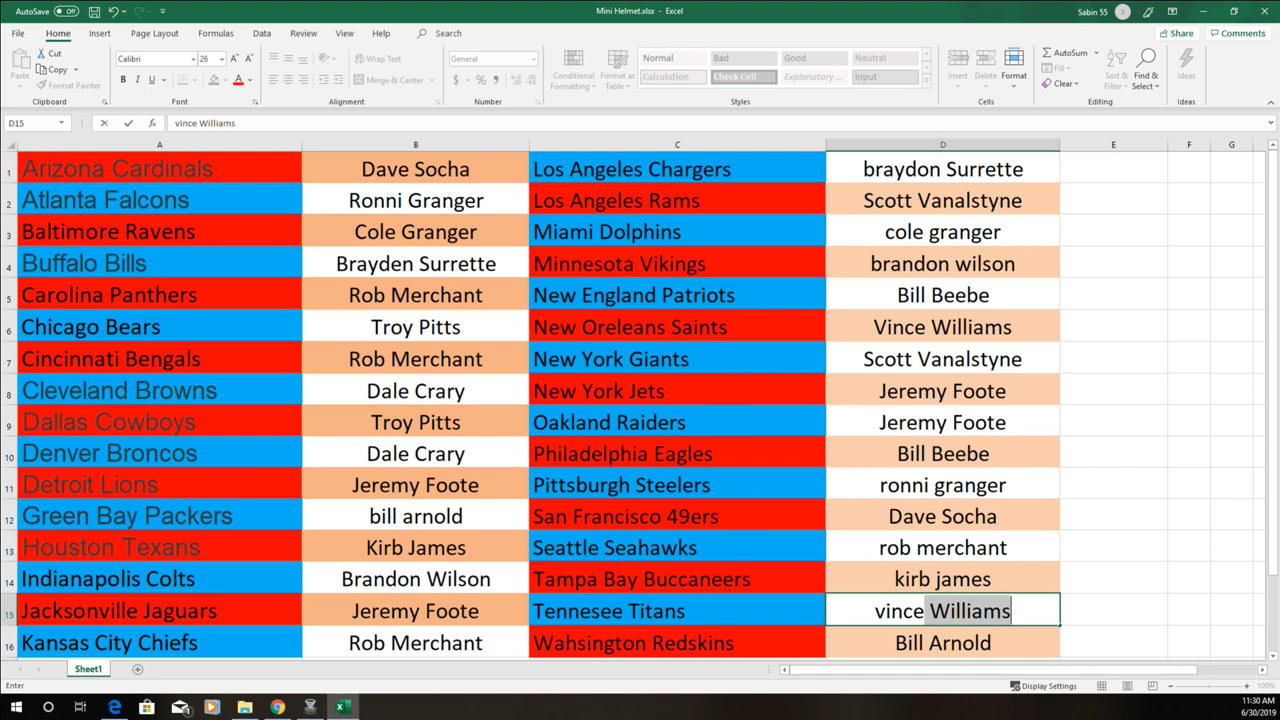 AutoSave Off Mini Helmet.xlsx - Excel Sabin 55 S
File Home Insert Page Layout Formulas Data Review View Help Search Share Comments
Paste Cut Copy Format Painter Clipboard
Calibri 26 A A B I U A Font
Wrap Text Merge & Center Alignment
General $ % Number
Conditional Formatting Format as Table Normal Bad Good Neutral Calculation Check Cell Explanatory ... Input Styles
Insert Delete Format Cells
AutoSum Fill Clear Sort & Filter Find & Select Editing
Ideas Ideas
D15 fx vince Williams
A B C D E F G
1 Arizona Cardinals Dave Socha Los Angeles Chargers braydon Surrette
2 Atlanta Falcons Ronni Granger Los Angeles Rams Scott Vanalstyne
3 Baltimore Ravens Cole Granger Miami Dolphins cole granger
4 Buffalo Bills Brayden Surrette Minnesota Vikings brandon wilson
5 Carolina Panthers Rob Merchant New England Patriots Bill Beebe
6 Chicago Bears Troy Pitts New Oreleans Saints Vince Williams
7 Cincinnati Bengals Rob Merchant New York Giants Scott Vanalstyne
8 Cleveland Browns Dale Crary New York Jets Jeremy Foote
9 Dallas Cowboys Troy Pitts Oakland Raiders Jeremy Foote
10 Denver Broncos Dale Crary Philadelphia Eagles Bill Beebe
11 Detroit Lions Jeremy Foote Pittsburgh Steelers ronni granger
12 Green Bay Packers bill arnold San Francisco 49ers Dave Socha
13 Houston Texans Kirb James Seattle Seahawks rob merchant
14 Indianapolis Colts Brandon Wilson Tampa Bay Buccaneers kirb james
15 Jacksonville Jaguars Jeremy Foote Tennesee Titans vince Williams
16 Kansas City Chiefs Rob Merchant Wahsington Redskins Bill Arnold
Sheet1
Enter Display Settings 100%
11:30 AM
6/30/2019